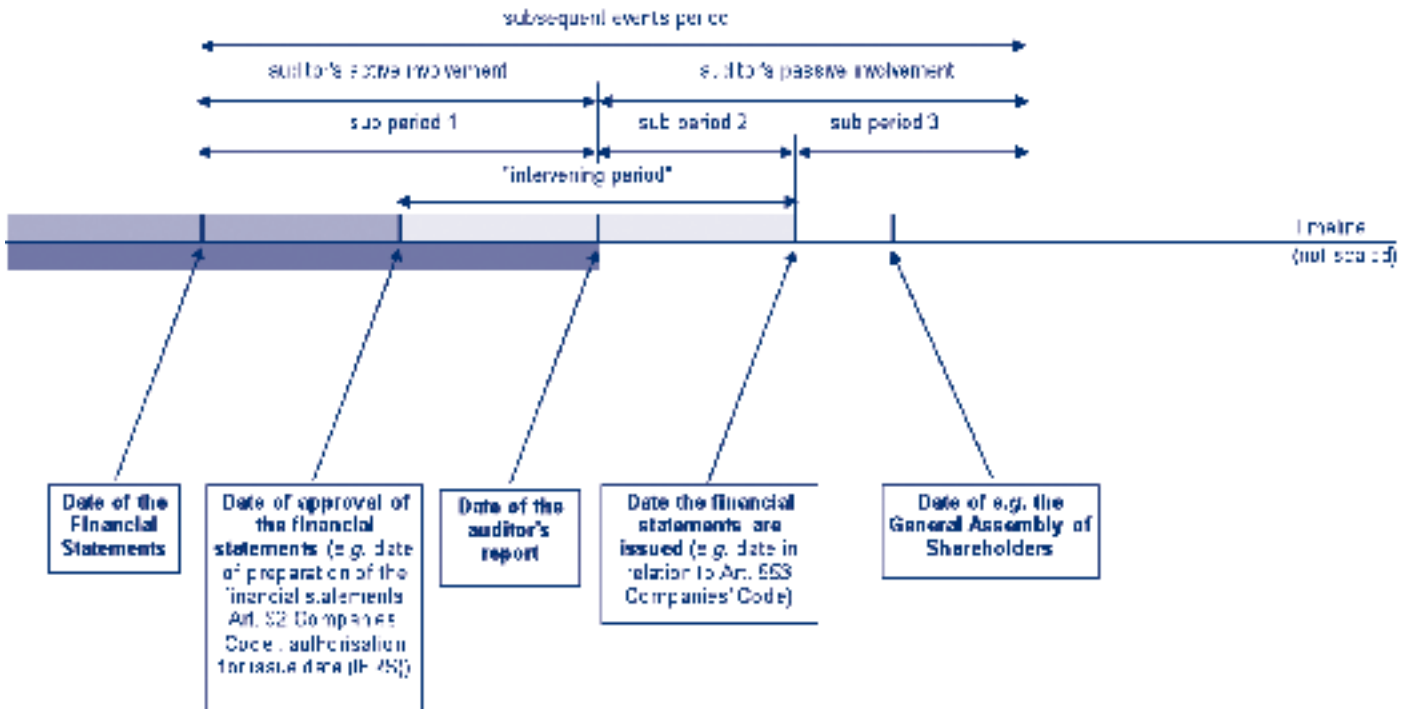 subsequent events period
auditor's active involvement
auditor's passive involvement
sub period 1
sub period 2
sub period 3
"intervening period"
Timeline
(not scaled)
Date of the
Financial
Statements
Date of approval of
the financial
statements (e.g. date
of preparation of the
financial statements
Art. 92 Companies
Code, authorisation
for issue date
Date of the
auditor's
report
Date the financial
statements are
issued (e.g. date in
relation to Art. 553
Companies' Code)
Date of e.g. the
General Assembly of
Shareholders